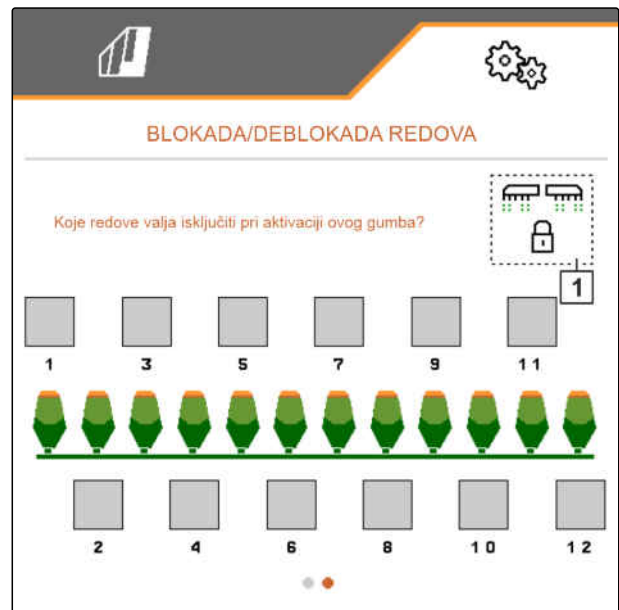 BLOKADA/DEBLOKADA REDOVA
Koje redove valja isključiti pri aktivaciji ovog gumba?
1
1 3 5 7 9 11
2 4 6 8 10 12